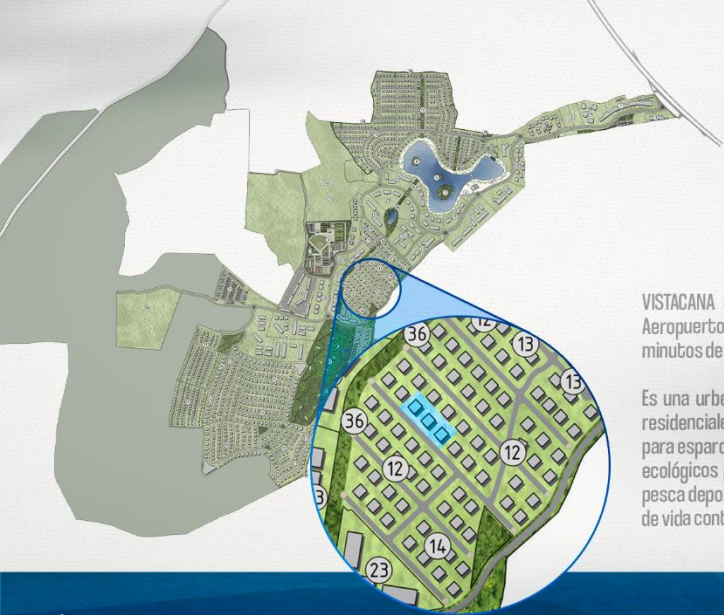 VISTACANA
Aeropuerto
minutos de
Es una urbe
residenciale
para esparc
ecológicos
pesca depo
de vida cont
36
12
13
13
36
12
12
3
14
23